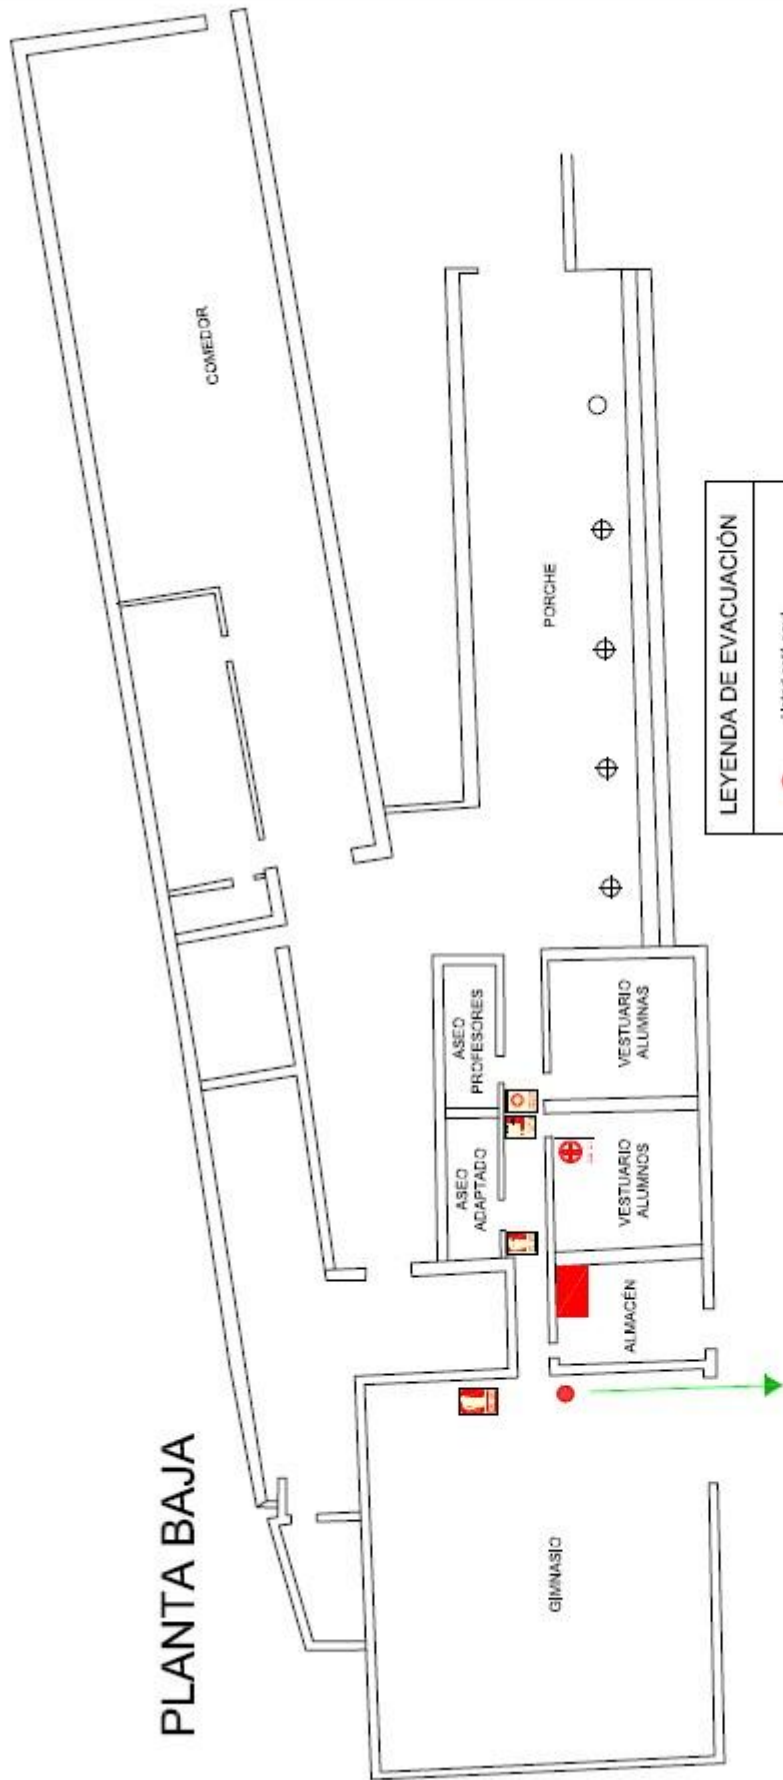 PLANTA BAJA
COMEDOR
PORCHE
ASEO
PROFESORES
ASEO
ADAPTADO
VESTUARIO
ALUMNAS
VESTUARIO
ALUMNOS
ALMACÉN
GIMNASIO
LEYENDA DE EVACUACIÓN